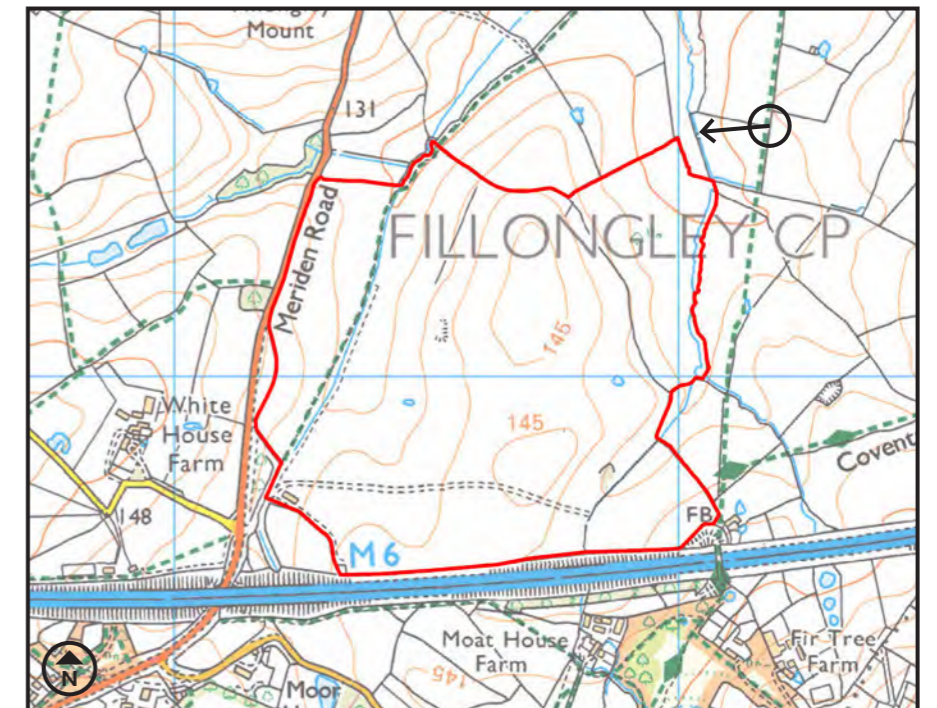 Mount
131
Meriden Road
FILLONGLEY CP
145
White
House
Farm
145
Covent
148
FB
M6
Moat House
Farm
Fir Tree
Farm
145
N
Moor